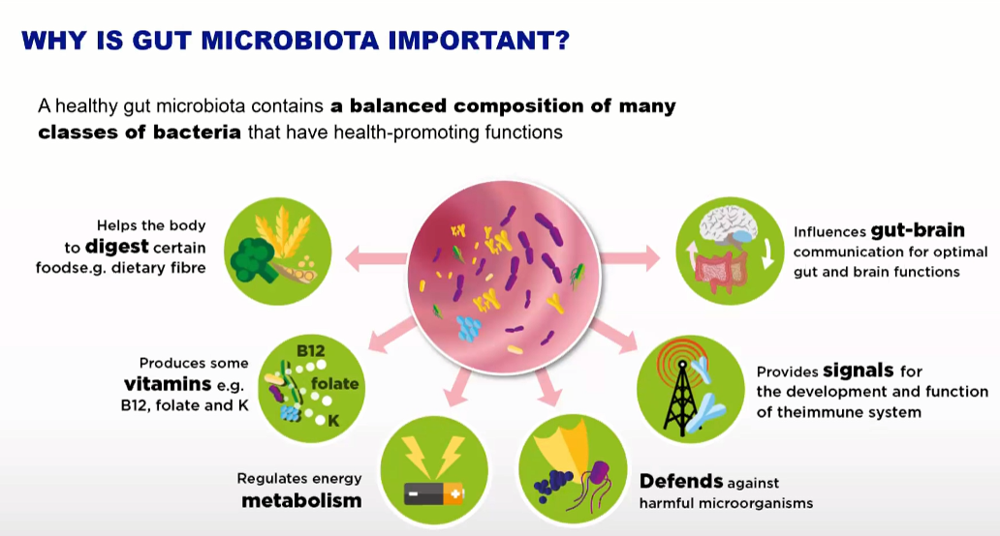 WHY IS GUT MICROBIOTA IMPORTANT?
A healthy gut microbiota contains a balanced composition of many
classes of bacteria that have health-promoting functions
Helps the body
to digest certain
foodse.g. dietary fibre
Influences gut-brain
communication for optimal
gut and brain functions
Produces some
vitamins e.g.
B12, folate and K
B12
folate
K
Provides signals for
the development and function
of theimmune system
Regulates energy
metabolism
Defends against
harmful microorganisms